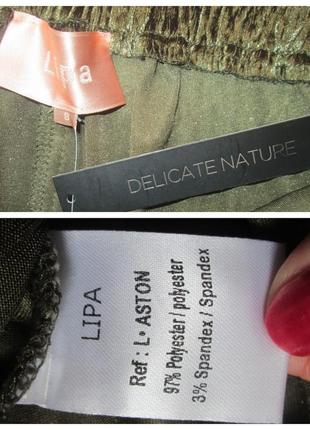 Lipa
8
DELICATE NATURE
LIPA
Ref : L• ASTON
97% Polyester / polyester
3% Spandex / Spandex